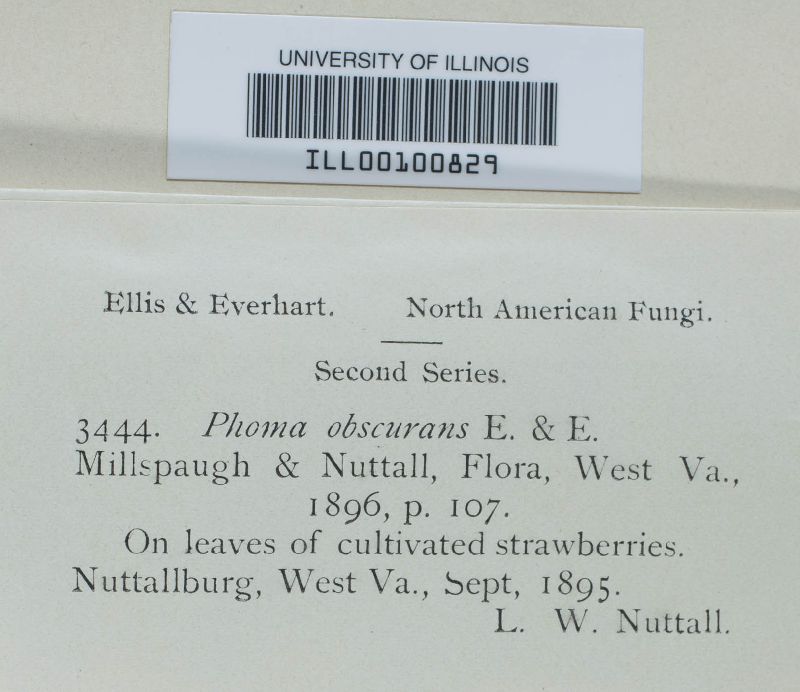 UNIVERSITY OF ILLINOIS
ILL00100829
Ellis & Everhart. North American Fungi.
Second Series.
3444. Phoma obscurans E. & E.
Millspaugh & Nuttall, Flora, West Va.,
1896, p. 107.
On leaves of cultivated strawberries.
Nuttallburg, West Va., Sept, 1895.
L. W. Nuttall.